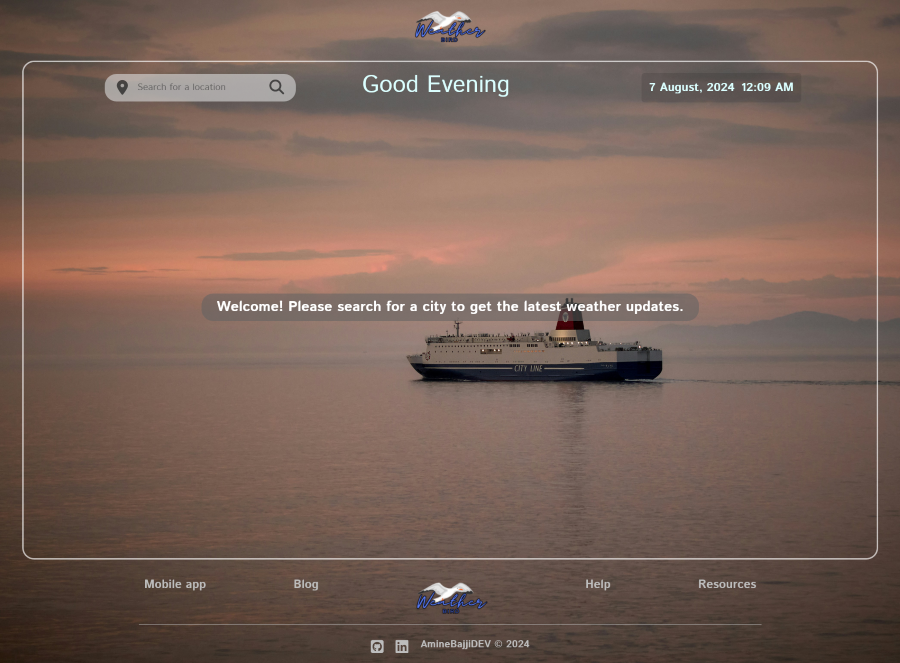 Weather
BIRD
Search for a location
Good Evening
7 August, 2024 12:09 AM
Welcome! Please search for a city to get the latest weather updates.
CITY LINE
Mobile app
Blog
Weather
BIRD
Help
Resources
AmineBajjiDEV © 2024